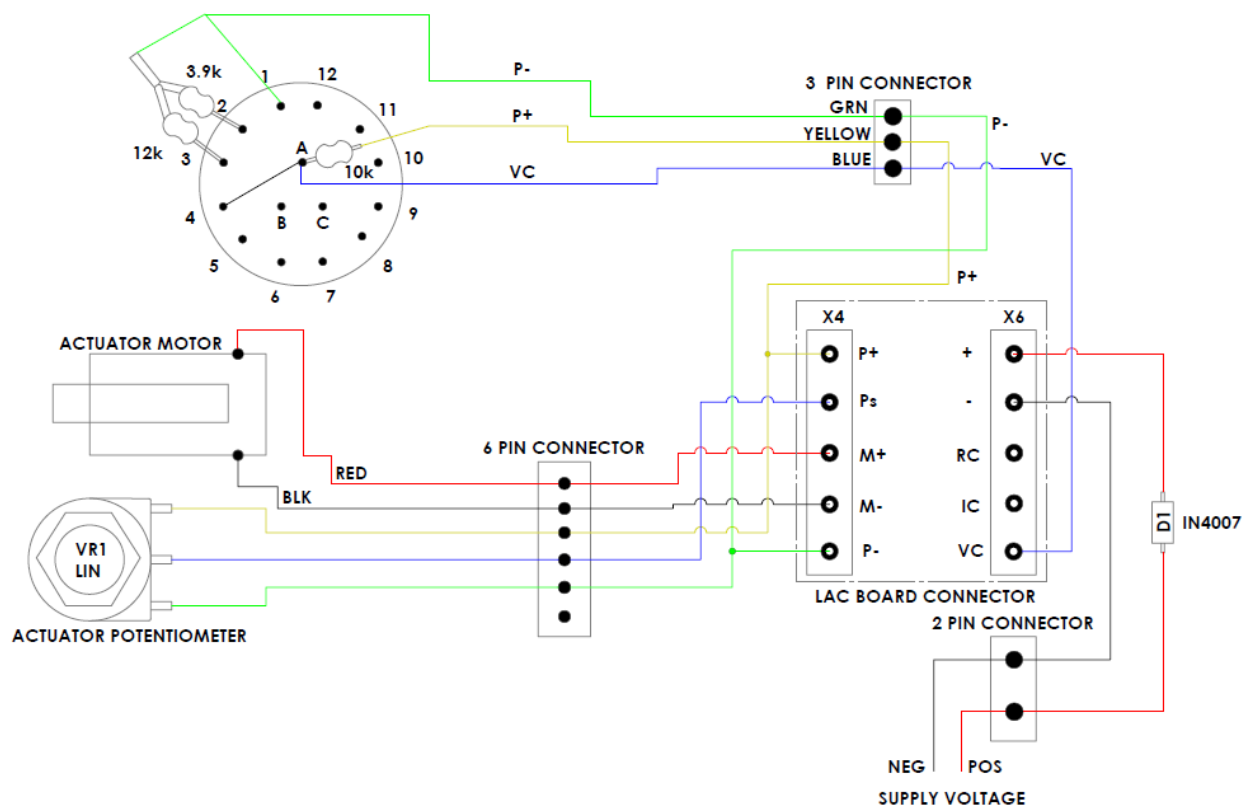 3.9k
1
12
P-
3 PIN CONNECTOR
2
11
P+
GRN
P-
12k
3
A
10
YELLOW
10k
VC
BLUE
VC
4
B
C
9
5
8
6
7
P+
ACTUATOR MOTOR
X4
X6
P+
+
Ps
-
6 PIN CONNECTOR
M+
RC
RED
BLK
M-
IC
D1
IN4007
VR1
LIN
P-
VC
LAC BOARD CONNECTOR
ACTUATOR POTENTIOMETER
2 PIN CONNECTOR
NEG
POS
SUPPLY VOLTAGE